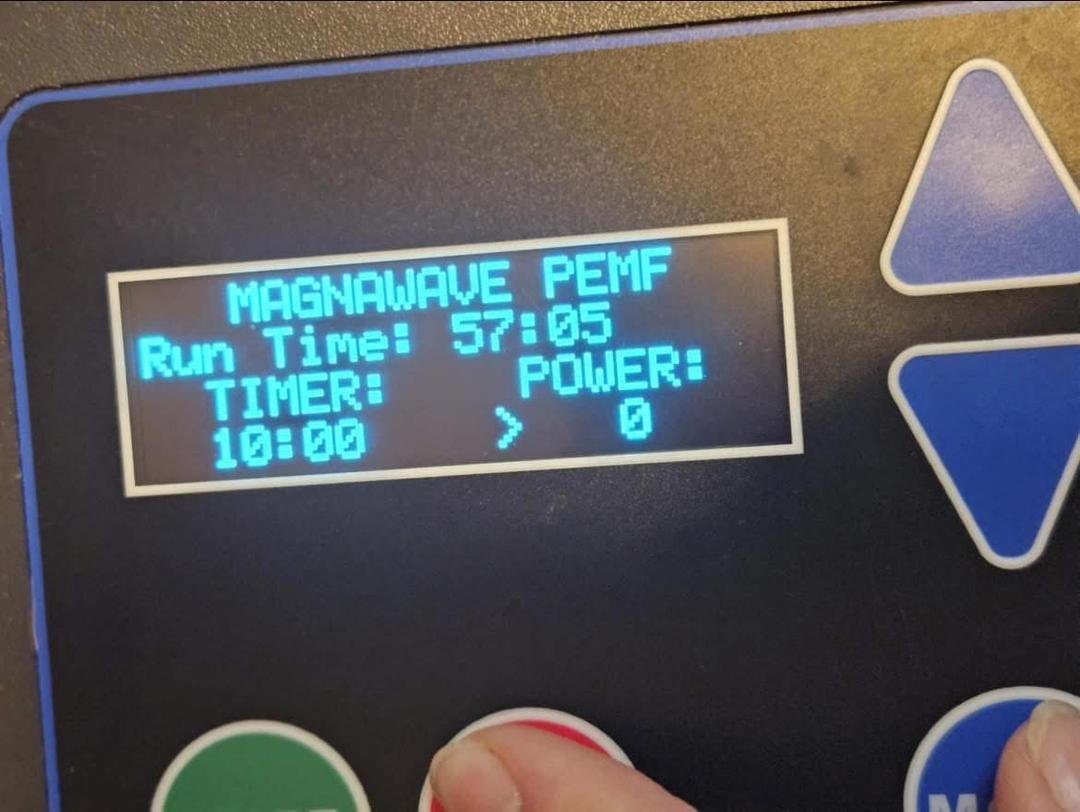 MAGNAWAVE PEMF
Run Time: 57:05
TIMER: POWER:
10:00 > 0
M